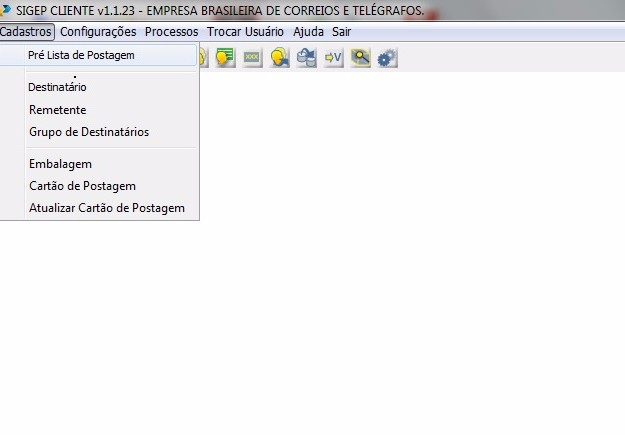 SIGEP CLIENTE v1.1.23 - EMPRESA BRASILEIRA DE CORREIOS E TELÉGRAFOS.
Cadastros Configurações Processos Trocar Usuário Ajuda Sair
Pré Lista de Postagem
Destinatário
Remetente
Grupo de Destinatários
Embalagem
Cartão de Postagem
Atualizar Cartão de Postagem